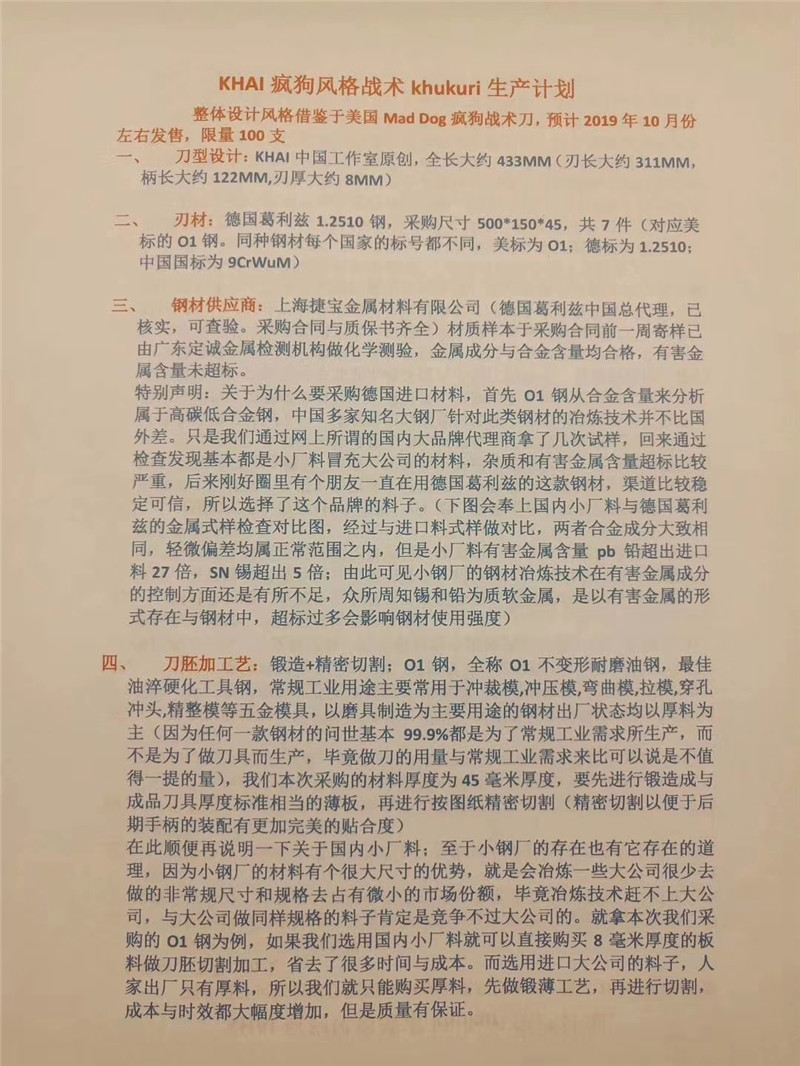 KHAI 疯狗风格战术 khukuri 生产计划
整体设计风格借鉴于美国 Mad Dog 疯狗战术刀，预计 2019 年 10 月份
左右发售，限量 100 支
一、 刀型设计：KHAI 中国工作室原创，全长大约 433MM（刃长大约 311MM，
柄长大约 122MM,刃厚大约 8MM）
二、 刃材：德国葛利兹 1.2510 钢，采购尺寸 500*150*45，共 7 件（对应美
标的 O1 钢。同种钢材每个国家的标号都不同，美标为 O1；德标为 1.2510；
中国国标为 9CrWuM）
三、 钢材供应商：上海捷宝金属材料有限公司（德国葛利兹中国总代理，已
核实，可查验。采购合同与质保书齐全）材质样本于采购合同前一周寄样已
由广东定诚金属检测机构做化学测验，金属成分与合金含量均合格，有害金
属含量未超标。
特别声明：关于为什么要采购德国进口材料，首先 O1 钢从合金含量来分析
属于高碳低合金钢，中国多家知名大钢厂针对此类钢材的冶炼技术并不比国
外差。只是我们通过网上所谓的国内大品牌代理商拿了几次试样，回来通过
检查发现基本都是小厂料冒充大公司的材料，杂质和有害金属含量超标比较
严重，后来刚好圈里有个朋友一直在用德国葛利兹的这款钢材，渠道比较稳
定可信，所以选择了这个品牌的料子。（下图会奉上国内小厂料与德国葛利
兹的金属式样检查对比图，经过与进口料式样做对比，两者合金成分大致相
同，轻微偏差均属正常范围之内，但是小厂料有害金属含量 pb 铅超出进口
料 27 倍，SN 锡超出 5 倍；由此可见小钢厂的钢材冶炼技术在有害金属成分
的控制方面还是有所不足，众所周知锡和铅为质软金属，是以有害金属的形
式存在与钢材中，超标过多会影响钢材使用强度）
四、 刀胚加工艺：锻造+精密切割；O1 钢，全称 O1 不变形耐磨油钢，最佳
油淬硬化工具钢，常规工业用途主要常用于冲裁模,冲压模,弯曲模,拉模,穿孔
冲头,精整模等五金模具，以磨具制造为主要用途的钢材出厂状态均以厚料为
主（因为任何一款钢材的问世基本 99.9%都是为了常规工业需求所生产，而
不是为了做刀具而生产，毕竟做刀的用量与常规工业需求来比可以说是不值
得一提的量），我们本次采购的材料厚度为 45 毫米厚度，要先进行锻造成与
成品刀具厚度标准相当的薄板，再进行按图纸精密切割（精密切割以便于后
期手柄的装配有更加完美的贴合度）
在此顺便再说明一下关于国内小厂料；至于小钢厂的存在也有它存在的道
理，因为小钢厂的材料有个很大尺寸的优势，就是会冶炼一些大公司很少去
做的非常规尺寸和规格去占有微小的市场份额，毕竟冶炼技术赶不上大公
司，与大公司做同样规格的料子肯定是竞争不过大公司的。就拿本次我们采
购的 O1 钢为例，如果我们选用国内小厂料就可以直接购买 8 毫米厚度的板
料做刀胚切割加工，省去了很多时间与成本。而选用进口大公司的料子，人
家出厂只有厚料，所以我们就只能购买厚料，先做锻薄工艺，再进行切割，
成本与时效都大幅度增加，但是质量有保证。